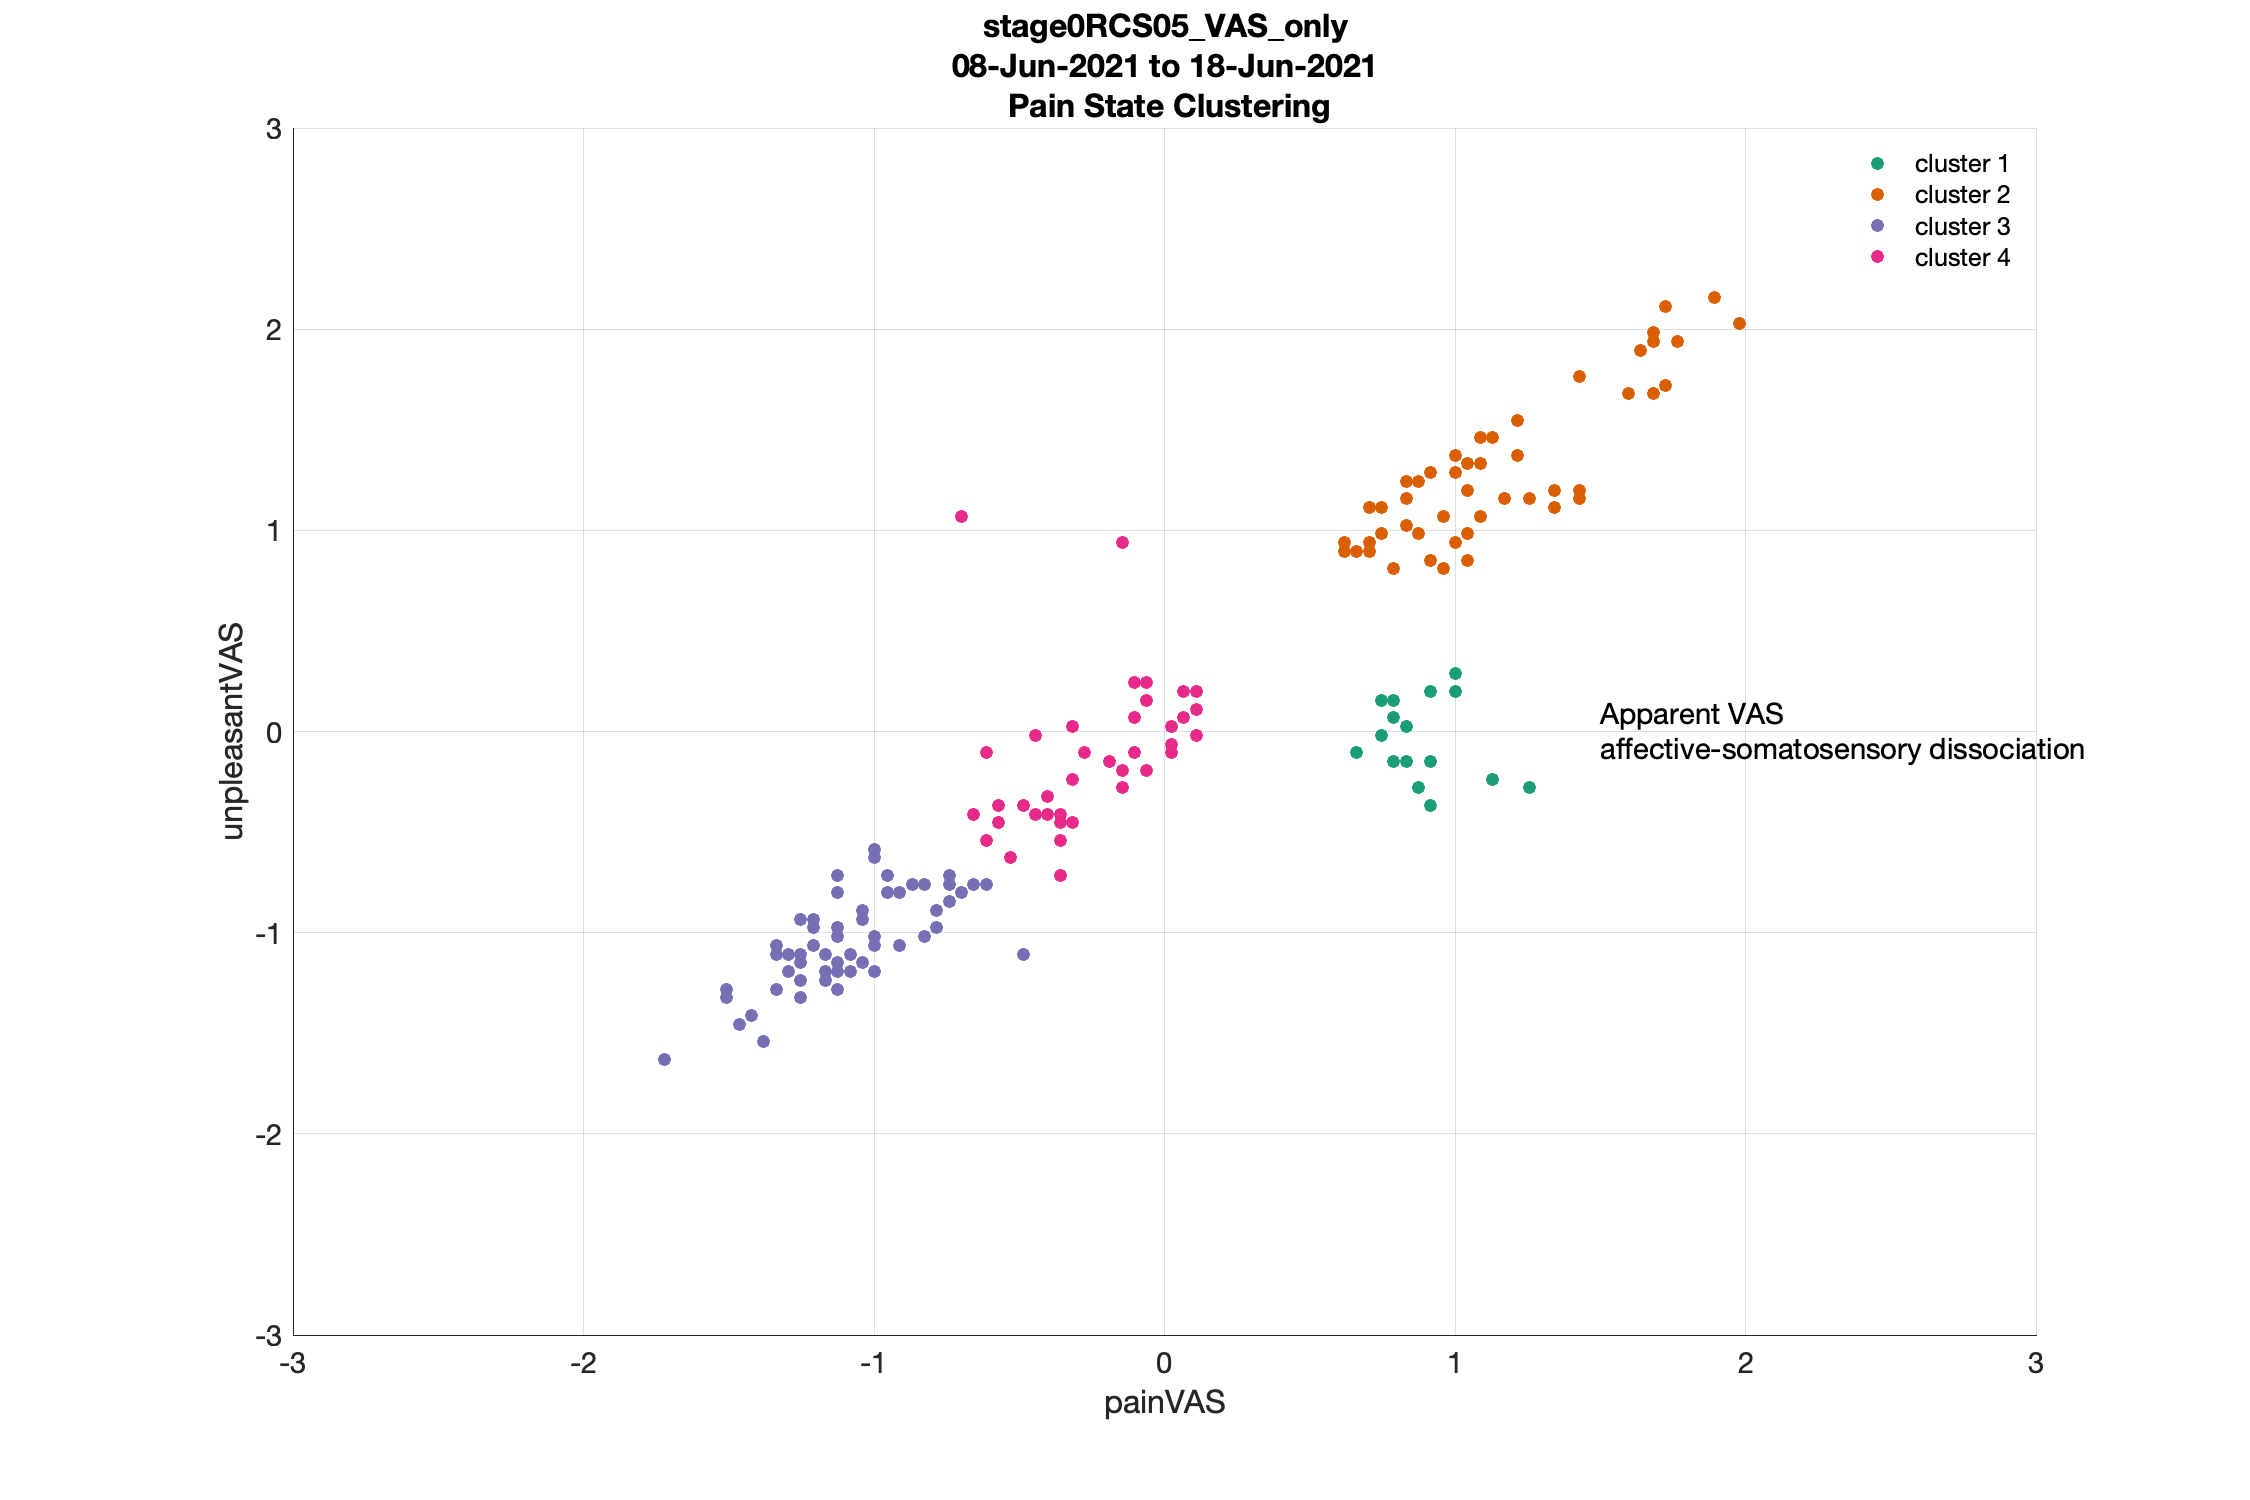 stage0RCS05_VAS_only
08-Jun-2021 to 18-Jun-2021
Pain State Clustering
3
2
1
0
-1
-2
-3
unpleasantVAS
cluster 1
cluster 2
cluster 3
cluster 4
Apparent VAS
affective-somatosensory dissociation
-3
-2
-1
0
1
2
3
painVAS